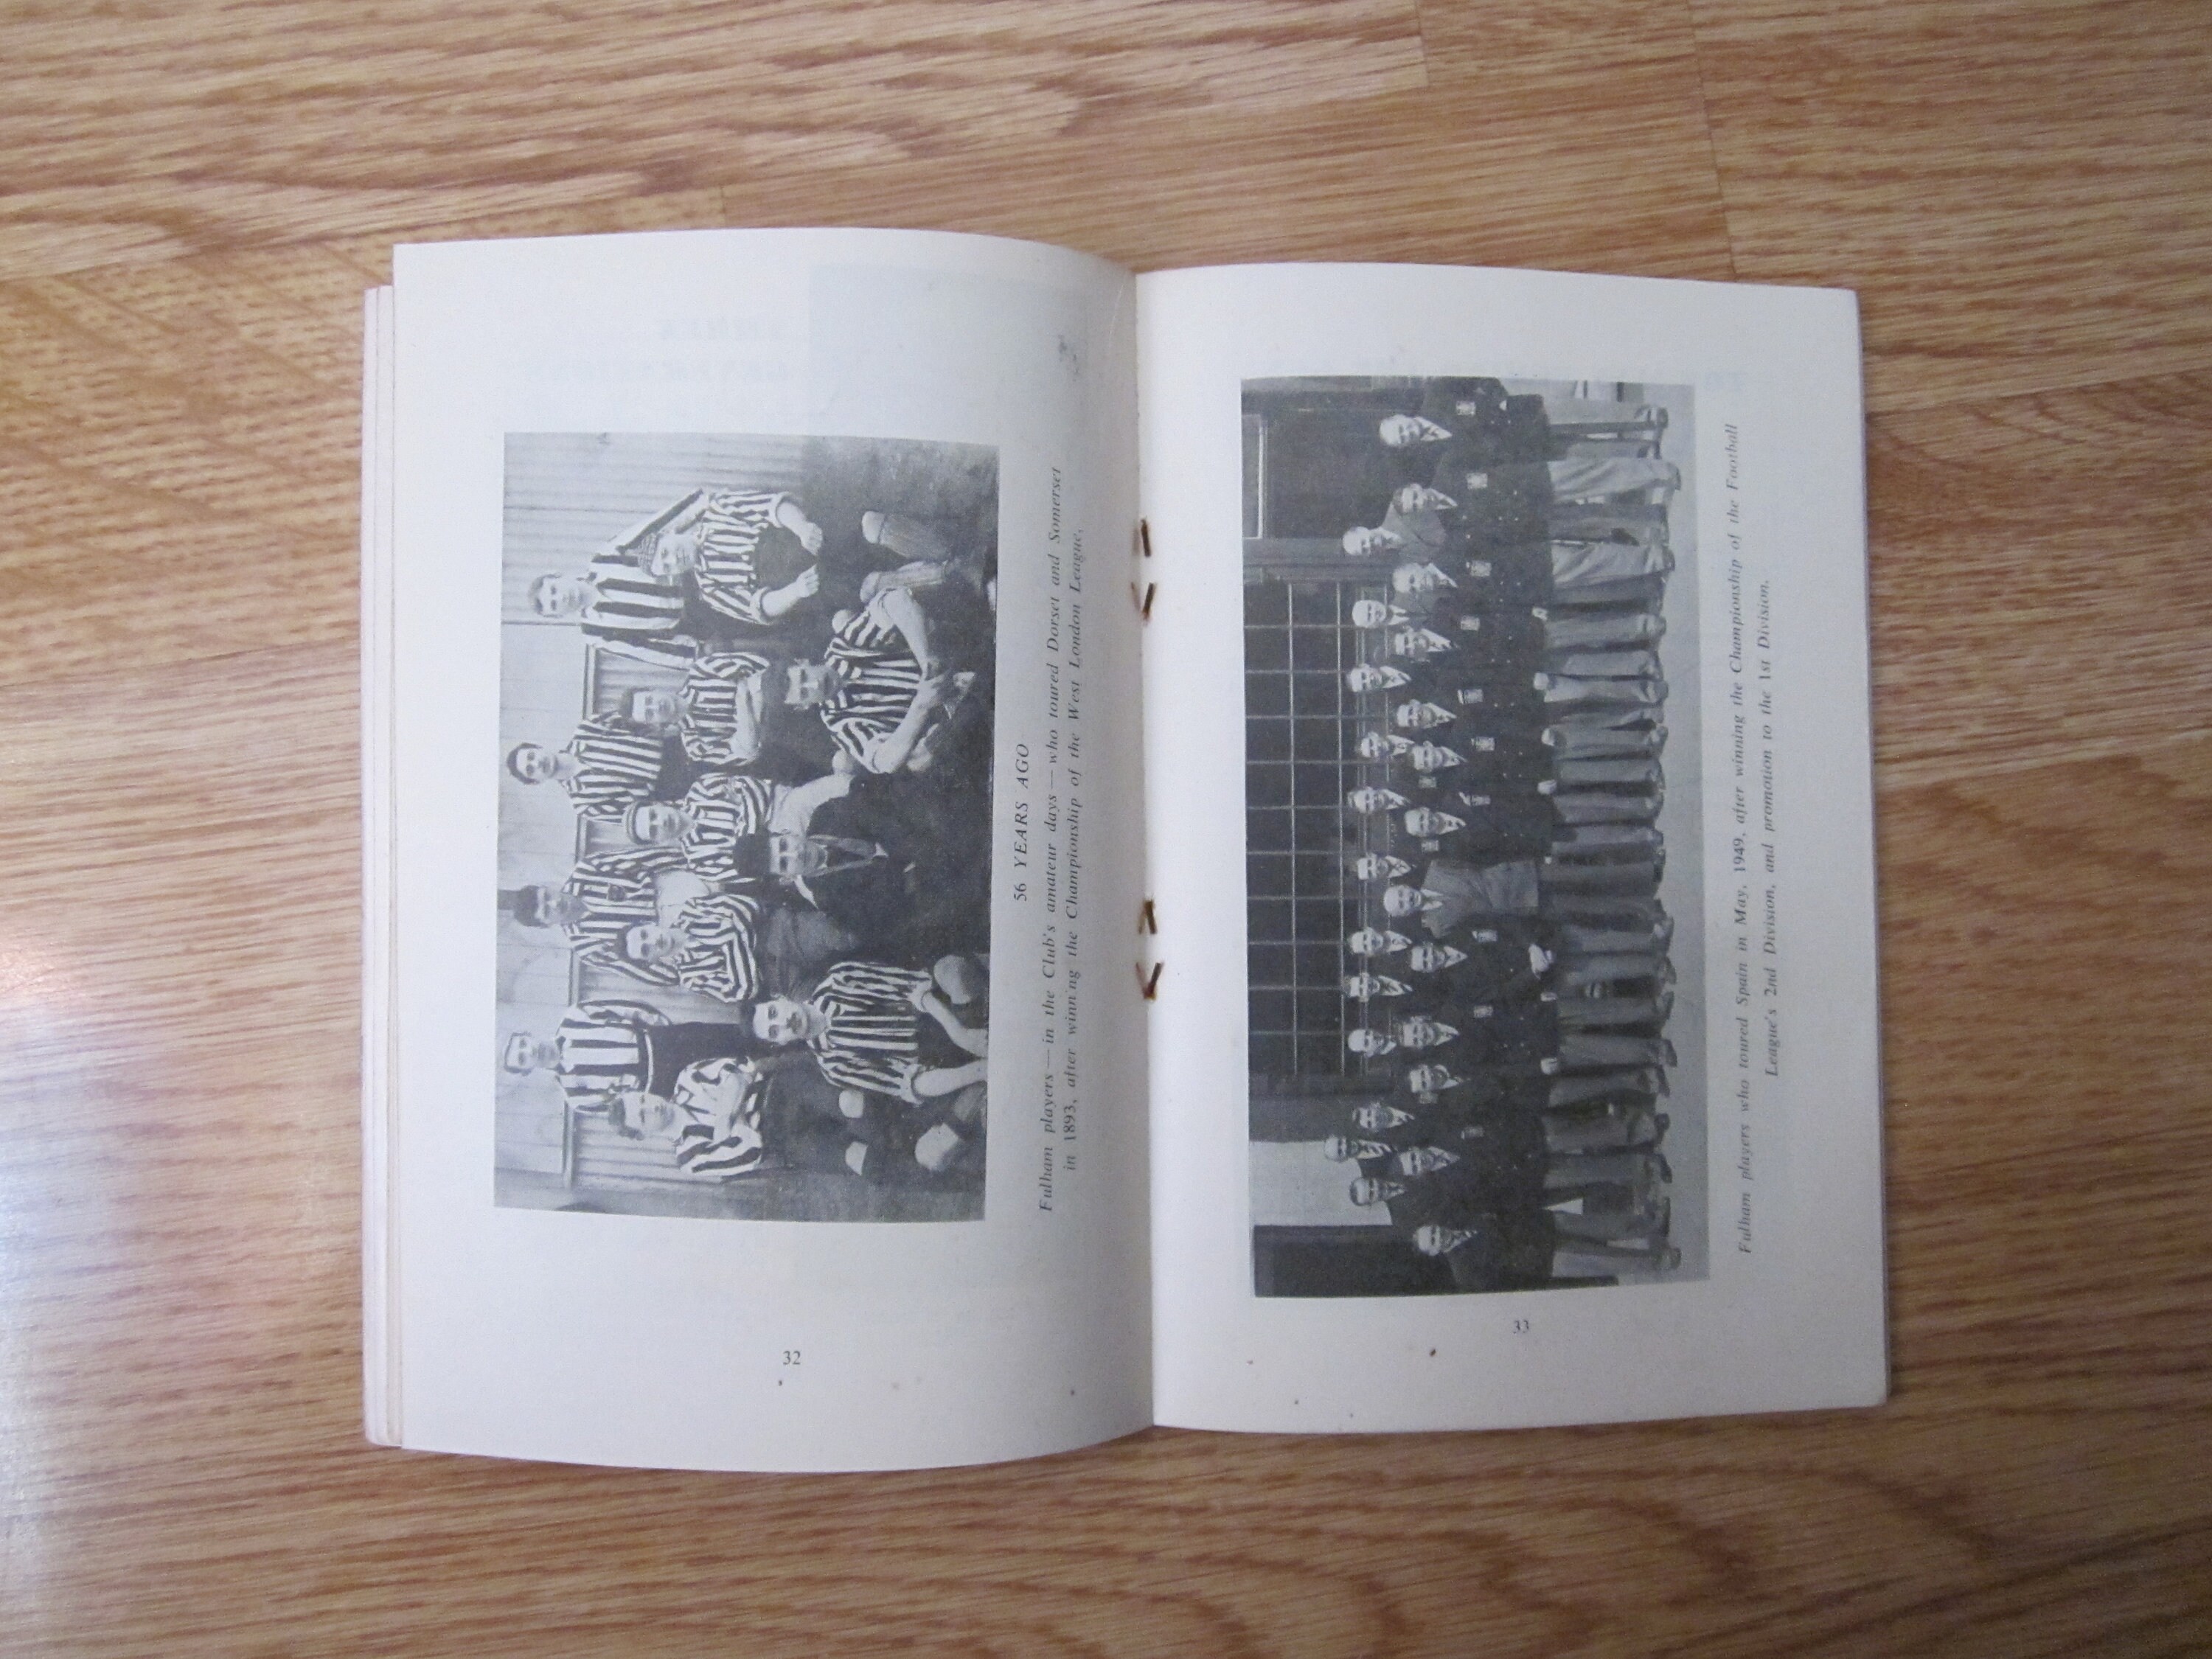 56 YEARS AGO
Fulham players—in the Club's amateur days—who toured Dorset and Somerset
in 1893, after winning the Championship of the West London League.
32
Fulham players who toured Spain in May, 1949, after winning the Championship of the Football
League's 2nd Division, and promotion to the 1st Division.
33